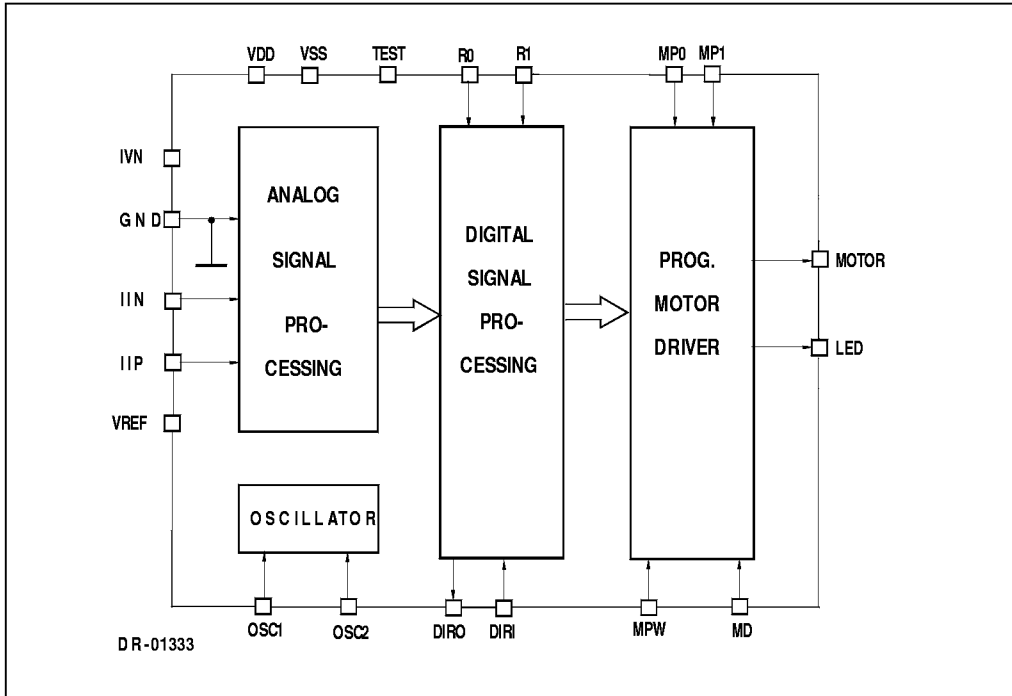 VDD VSS TEST R0 R1 MP0 MP1
IVN
GND
IIN
IIP
VREF
ANALOG
SIGNAL
PRO-
CESSING
DIGITAL
SIGNAL
PRO-
CESSING
PROG.
MOTOR
DRIVER
MOTOR
LED
OSCILLATOR
OSC1 OSC2 DIRO DIRI MPW MD
DR-01333